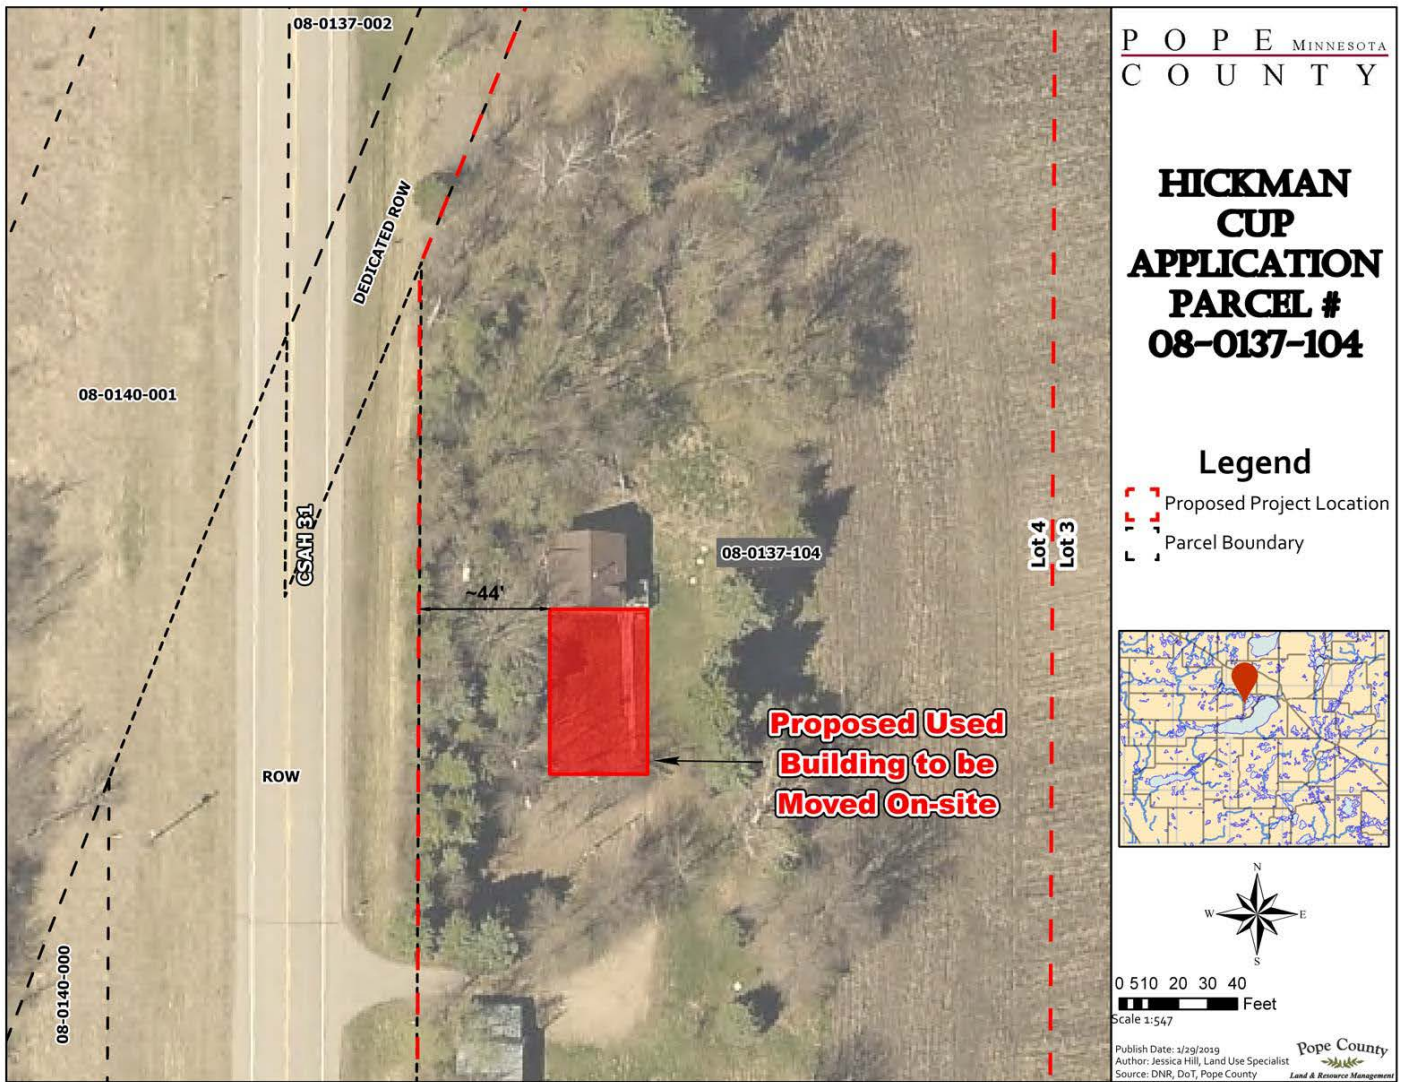 08-0137-002
DEDICATED ROW
08-0140-001
CSAH 31
08-0137-104
~44'
Lot 4
Lot 3
Proposed Used
Building to be
Moved On-site
ROW
08-0140-000
POPE MINNESOTA
COUNTY
HICKMAN
CUP
APPLICATION
PARCEL #
08-0137-104
Legend
Proposed Project Location
Parcel Boundary
N
W E
S
0 5 10 20 30 40
Feet
Scale 1:547
Publish Date: 1/29/2019
Author: Jessica Hill, Land Use Specialist
Source: DNR, DoT, Pope County
Pope County
Land & Resource Management